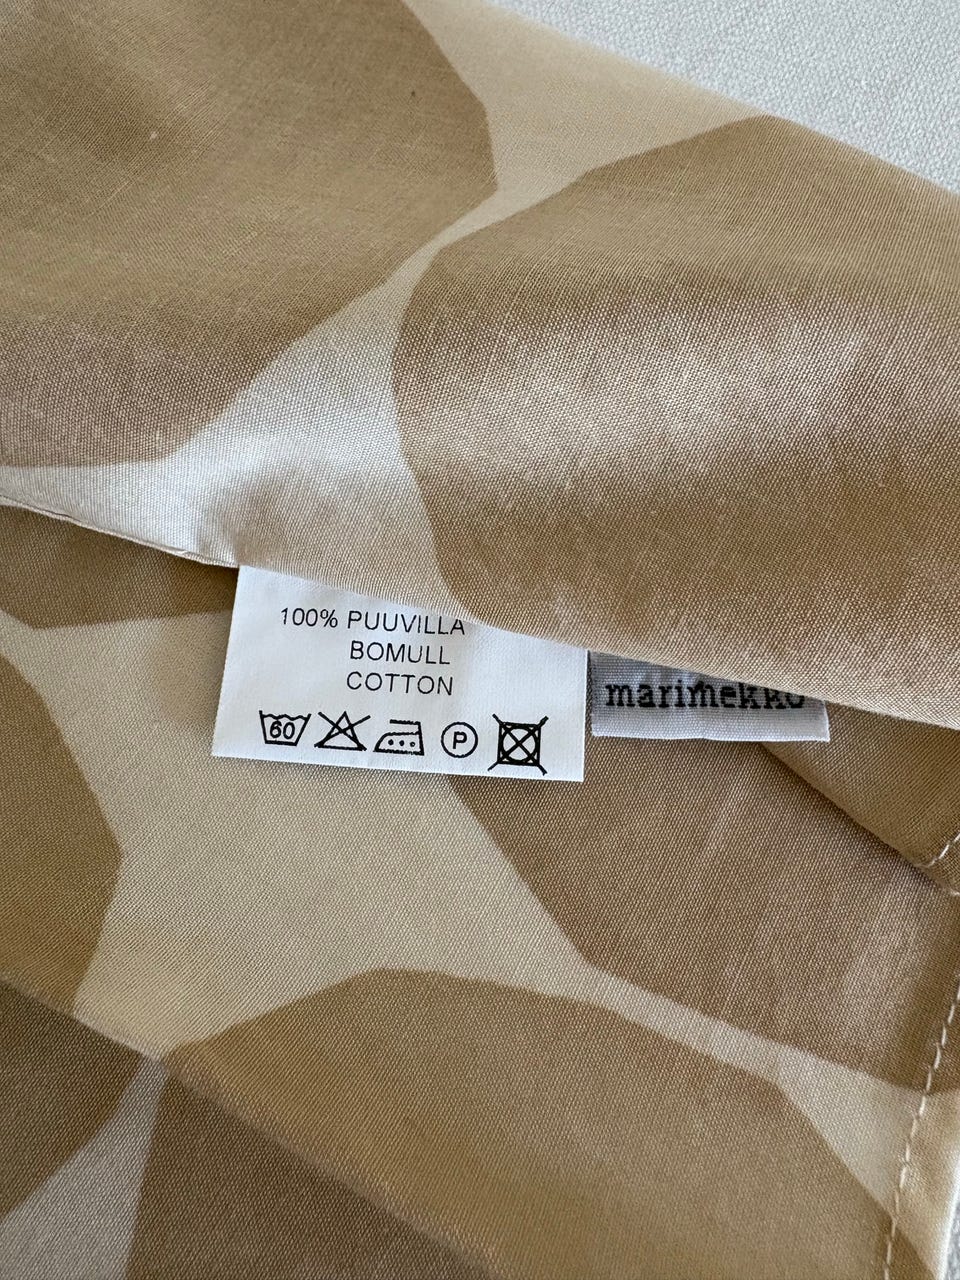 100% PUUVILLA
BOMULL
COTTON
60 P
marimekko